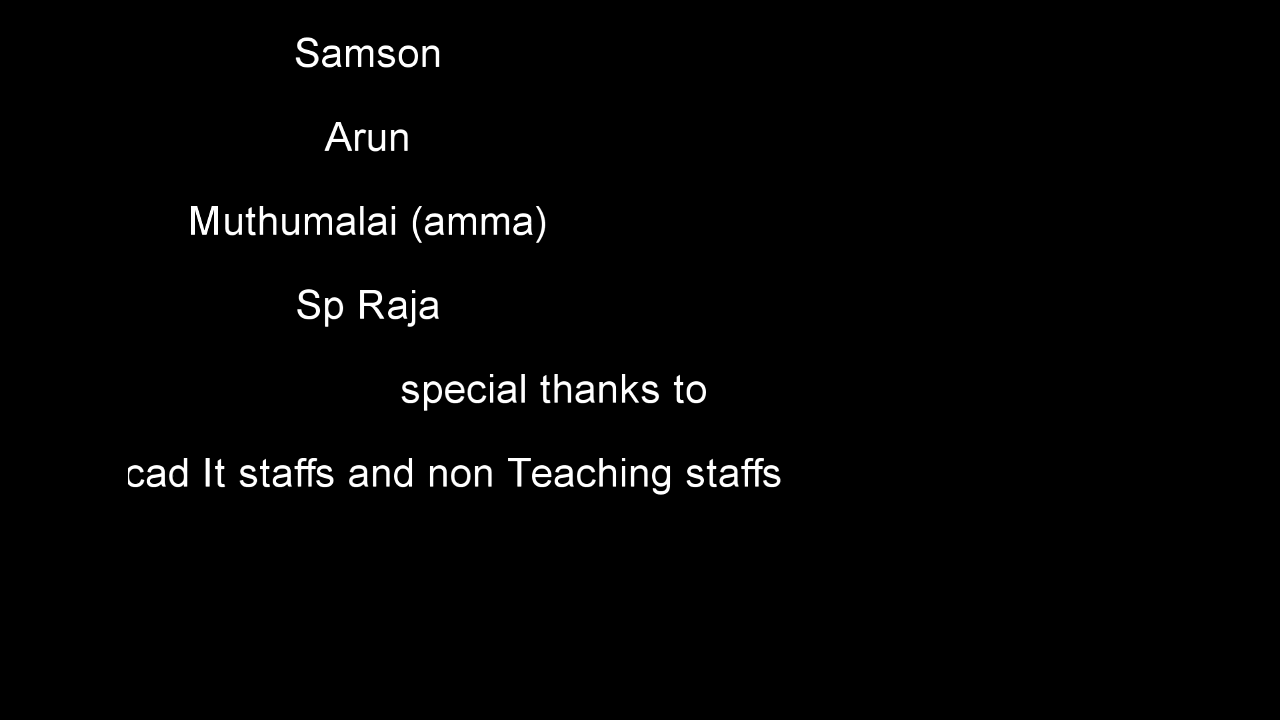 Samson
Arun
Muthumalai (amma)
Sp Raja
special thanks to
cad It staffs and non Teaching staffs